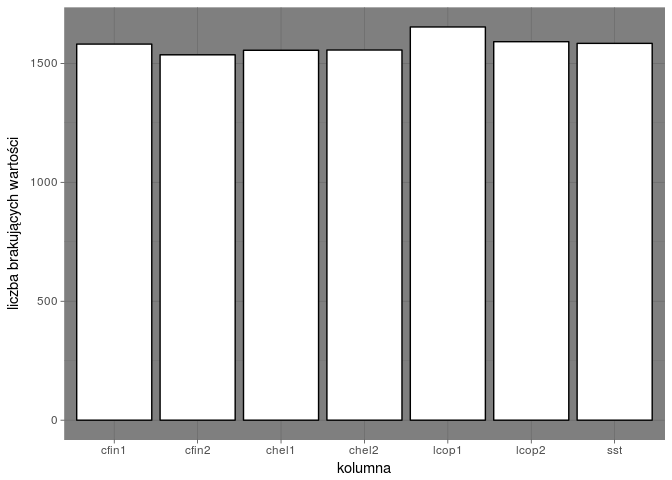 liczba brakujących wartości
1500
1000
500
0
cfin1 cfin2 chel1 chel2 lcop1 lcop2 sst
kolumna